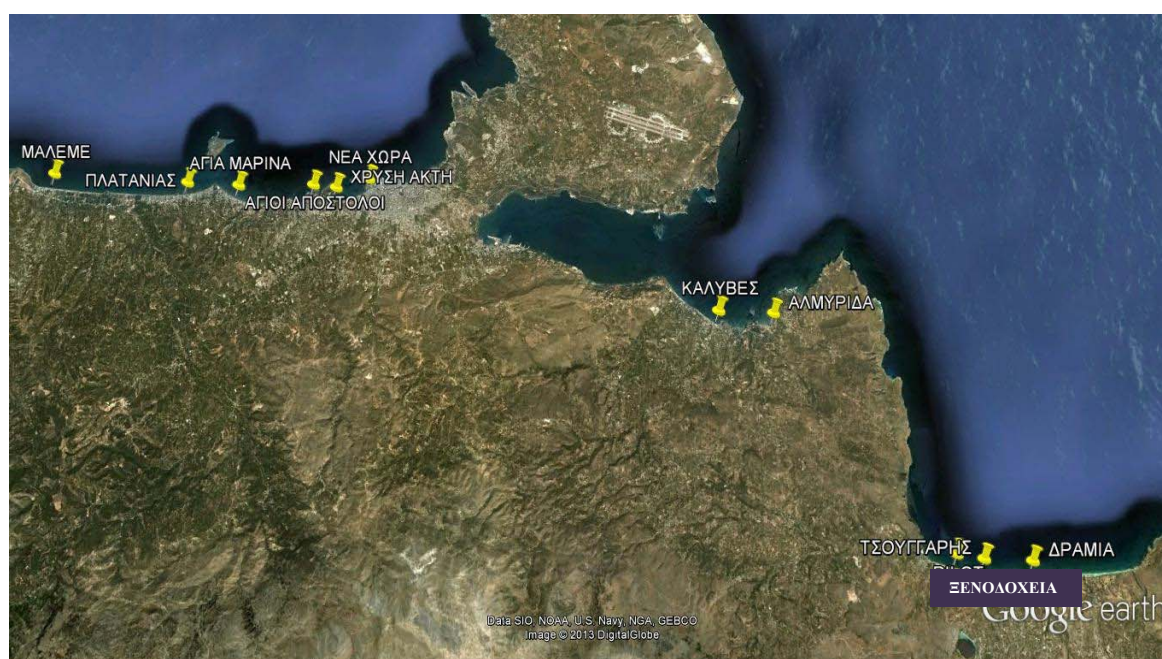 ΜΑΛΕΜΕ
ΠΛΑΤΑΝΙΑΣ
ΑΓΙΑ ΜΑΡΙΝΑ
ΝΕΑ ΧΩΡΑ
ΧΡΥΣΗ ΑΚΤΗ
ΑΓΙΟΙ ΑΠΟΣΤΟΛΟΙ
ΚΑΛΥΒΕΣ
ΑΛΜΥΡΙΔΑ
ΤΣΟΥΓΓΑΡΗΣ
ΔΡΑΜΙΑ
ΞΕΝΟΔΟΧΕΙΑ
Google earth
Data SIO, NOAA, U.S. Navy, NGA, GEBCO
Image © 2013 DigitalGlobe